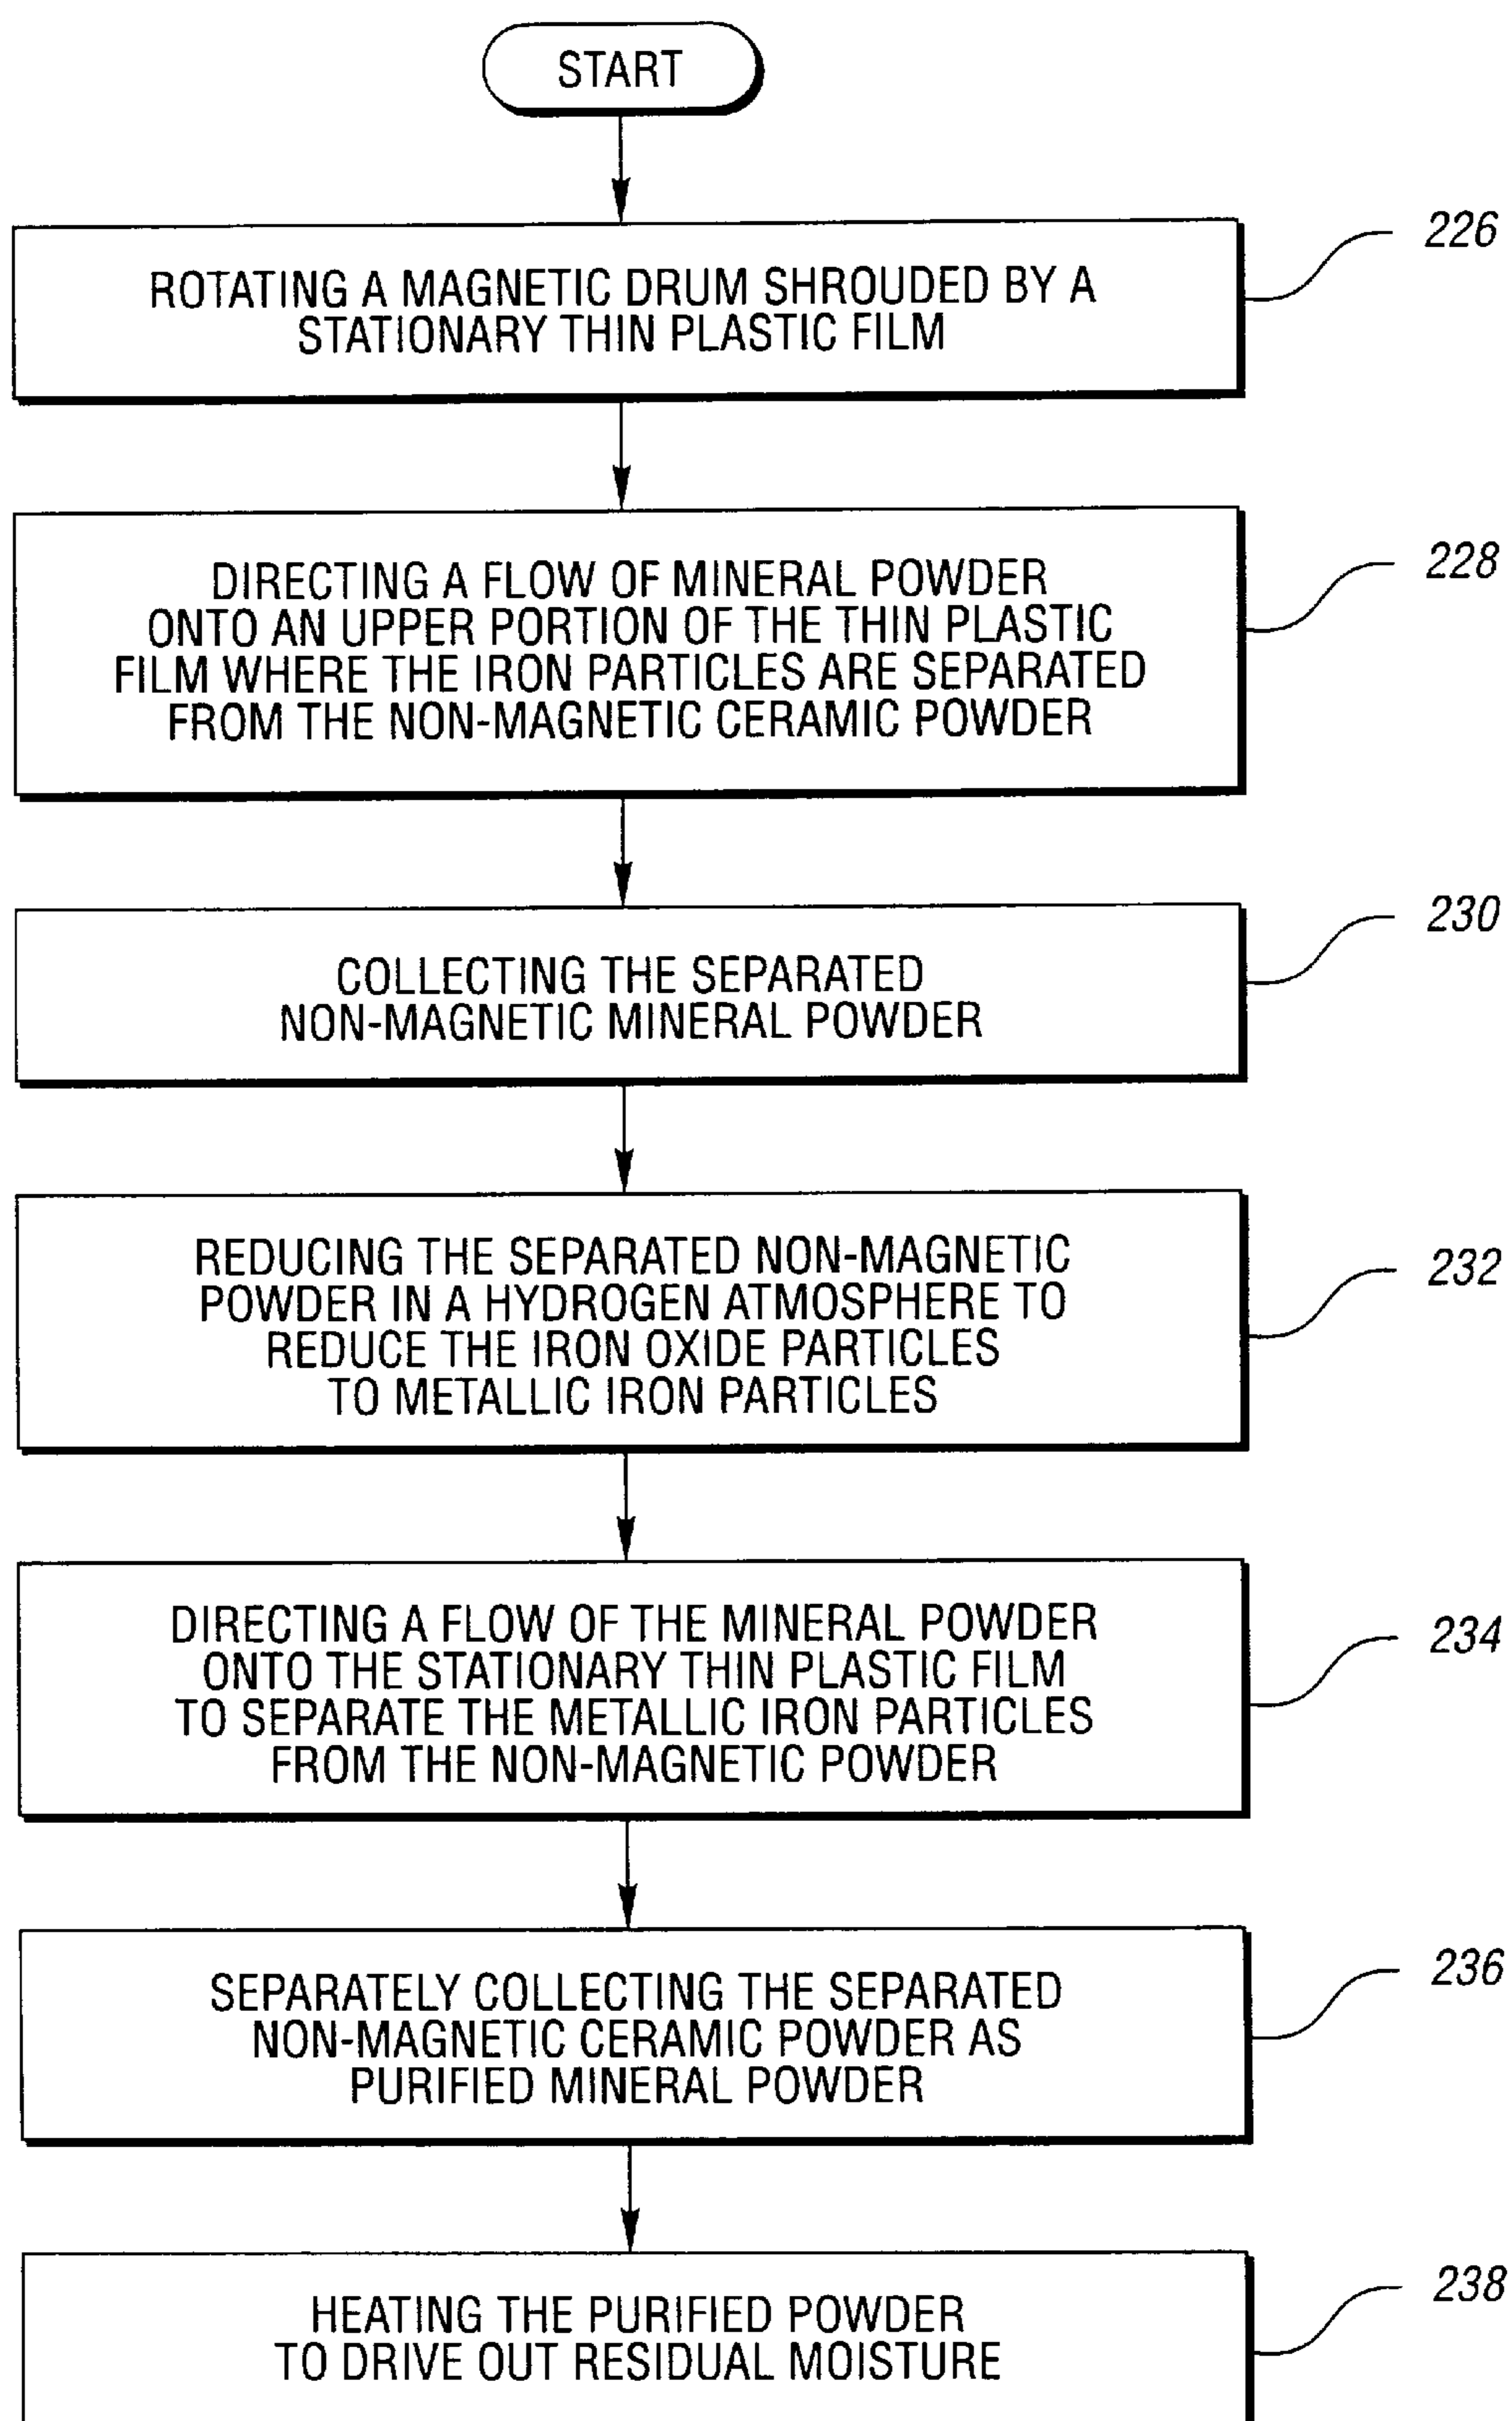 START
ROTATING A MAGNETIC DRUM SHROUDED BY A
STATIONARY THIN PLASTIC FILM
226
DIRECTING A FLOW OF MINERAL POWDER
ONTO AN UPPER PORTION OF THE THIN PLASTIC
FILM WHERE THE IRON PARTICLES ARE SEPARATED
FROM THE NON-MAGNETIC CERAMIC POWDER
228
COLLECTING THE SEPARATED
NON-MAGNETIC MINERAL POWDER
230
REDUCING THE SEPARATED NON-MAGNETIC
POWDER IN A HYDROGEN ATMOSPHERE TO
REDUCE THE IRON OXIDE PARTICLES
TO METALLIC IRON PARTICLES
232
DIRECTING A FLOW OF THE MINERAL POWDER
ONTO THE STATIONARY THIN PLASTIC FILM
TO SEPARATE THE METALLIC IRON PARTICLES
FROM THE NON-MAGNETIC POWDER
234
SEPARATELY COLLECTING THE SEPARATED
NON-MAGNETIC CERAMIC POWDER AS
PURIFIED MINERAL POWDER
236
HEATING THE PURIFIED POWDER
TO DRIVE OUT RESIDUAL MOISTURE
238